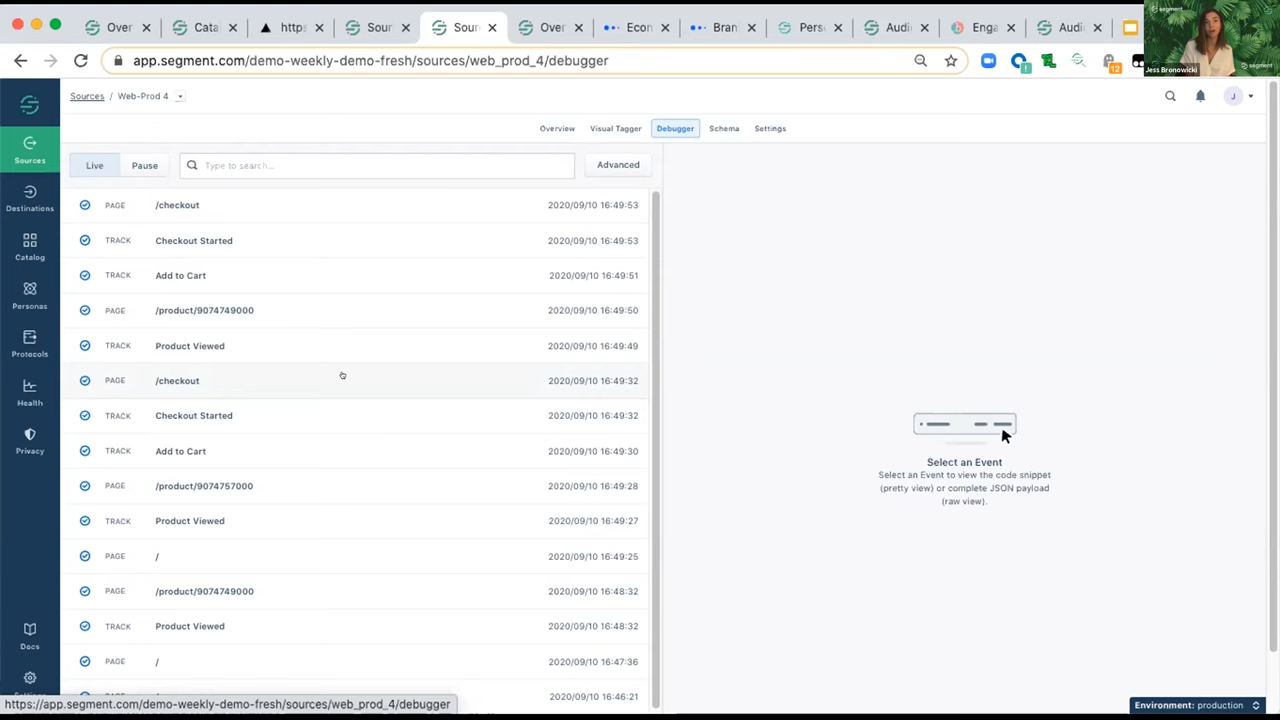 Over
Cata
https
Sour
Sourc
Over
Econ
Bran
Perso
Audie
Enga
Audie
segment
segment
Jess Bronowicki
app.segment.com/demo-weekly-demo-fresh/sources/web_prod_4/debugger
1
12
Sources / Web-Prod 4
J
Overview Visual Tagger Debugger Schema Settings
Live Pause Type to search... Advanced
Sources
Destinations
Catalog
Personas
Protocols
Health
Privacy
Docs
PAGE /checkout 2020/09/10 16:49:53
TRACK Checkout Started 2020/09/10 16:49:53
TRACK Add to Cart 2020/09/10 16:49:51
PAGE /product/9074749000 2020/09/10 16:49:50
TRACK Product Viewed 2020/09/10 16:49:49
PAGE /checkout 2020/09/10 16:49:32
TRACK Checkout Started 2020/09/10 16:49:32
TRACK Add to Cart 2020/09/10 16:49:30
PAGE /product/9074757000 2020/09/10 16:49:28
TRACK Product Viewed 2020/09/10 16:49:27
PAGE / 2020/09/10 16:49:25
PAGE /product/9074749000 2020/09/10 16:48:32
TRACK Product Viewed 2020/09/10 16:48:32
PAGE / 2020/09/10 16:47:36
2020/09/10 16:46:21
Select an Event
Select an Event to view the code snippet
(pretty view) or complete JSON payload
(raw view).
https://app.segment.com/demo-weekly-demo-fresh/sources/web_prod_4/debugger
Environment: production